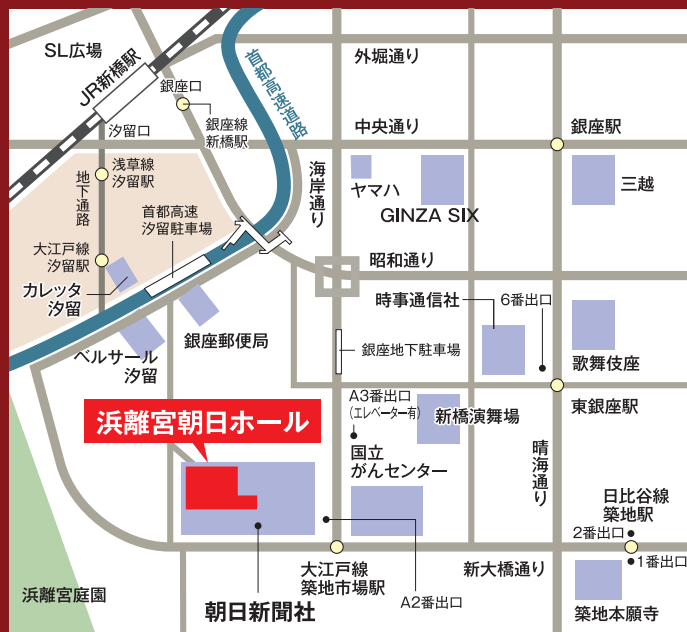 SL広場
JR新橋駅
銀座口
銀座線
新橋駅
汐留口
首都高速道路
外堀通り
中央通り
銀座駅
浅草線
汐留駅
地下通路
首都高速
汐留駐車場
海岸通り
ヤマハ
GINZA SIX
三越
大江戸線
汐留駅
カレッタ
汐留
昭和通り
時事通信社
6番出口
銀座郵便局
ベルサール
汐留
銀座地下駐車場
歌舞伎座
東銀座駅
A3番出口
(エレベーター有)
新橋演舞場
浜離宮朝日ホール
国立
がんセンター
晴海通り
日比谷線
築地駅
2番出口
1番出口
新大橋通り
大江戸線
築地市場駅
A2番出口
朝日新聞社
浜離宮庭園
築地本願寺